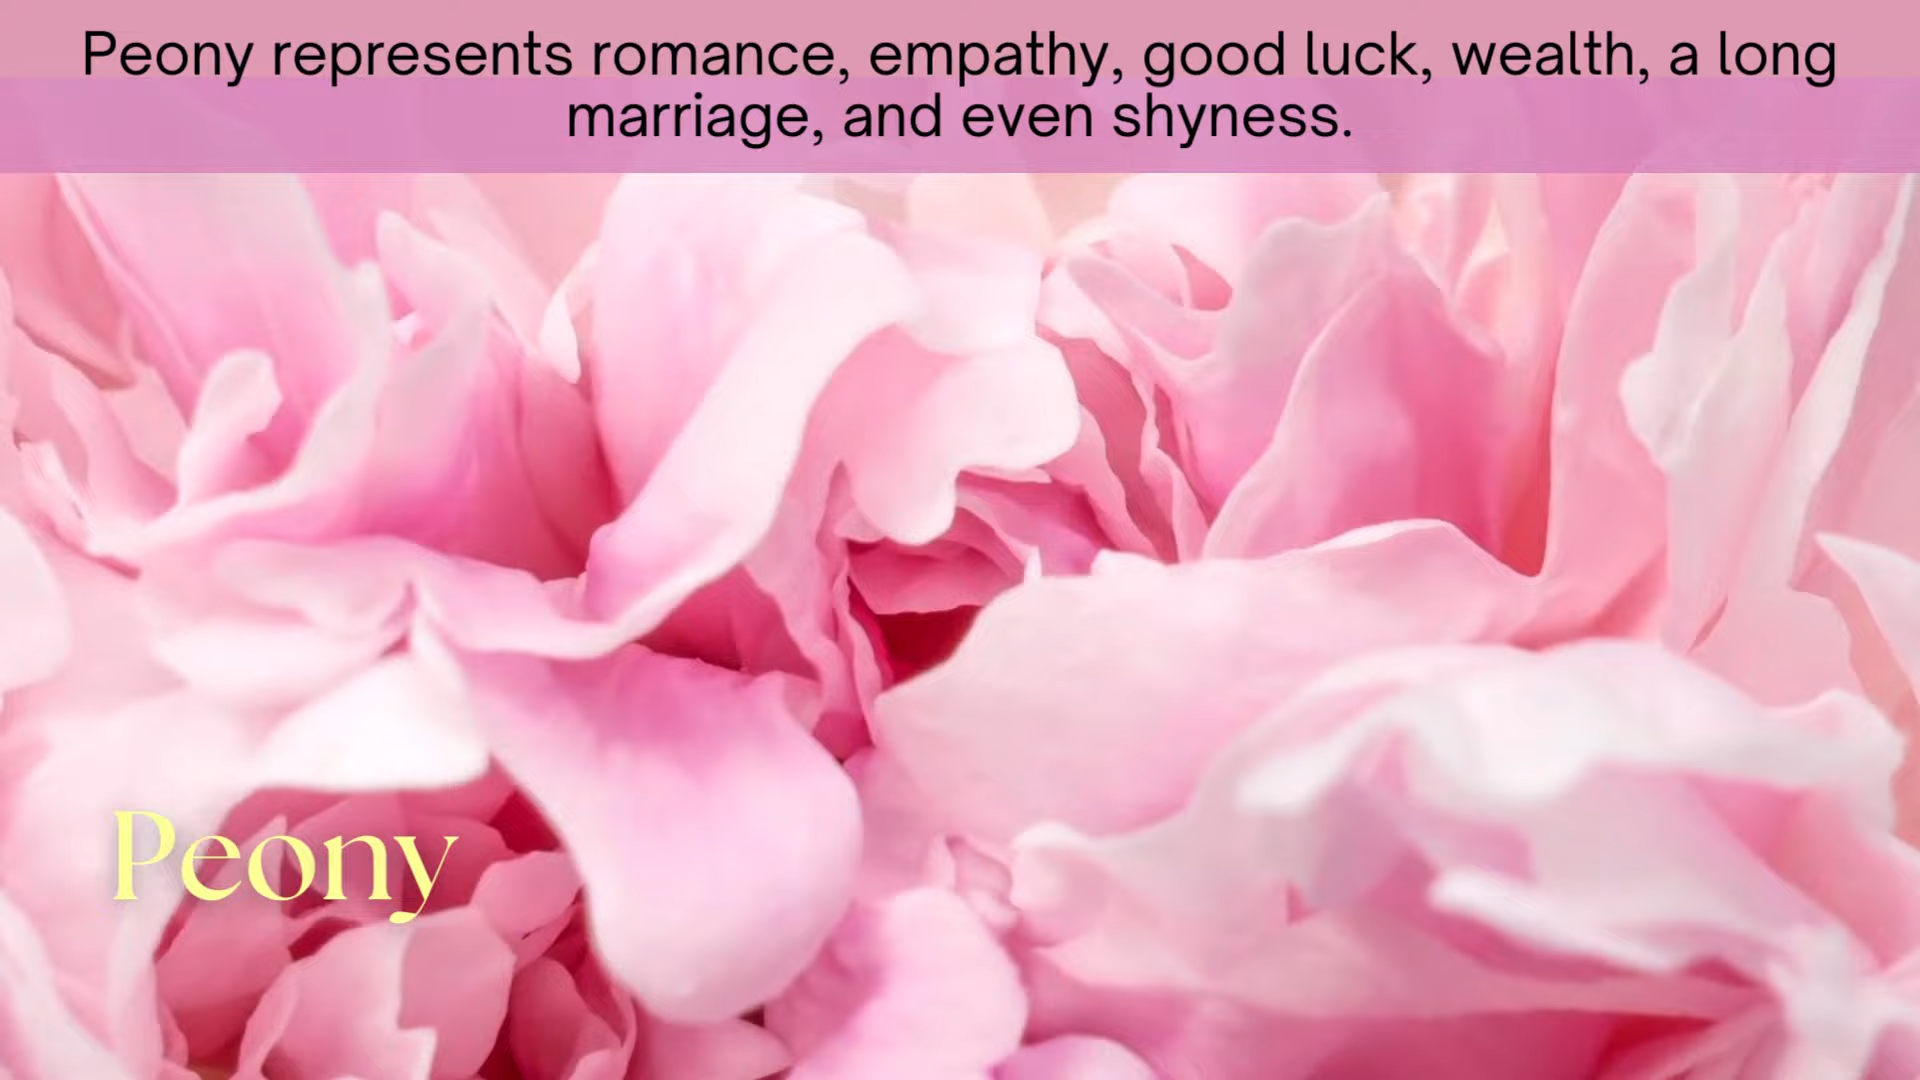 Peony represents romance, empathy, good luck, wealth, a long
marriage, and even shyness.
Peony